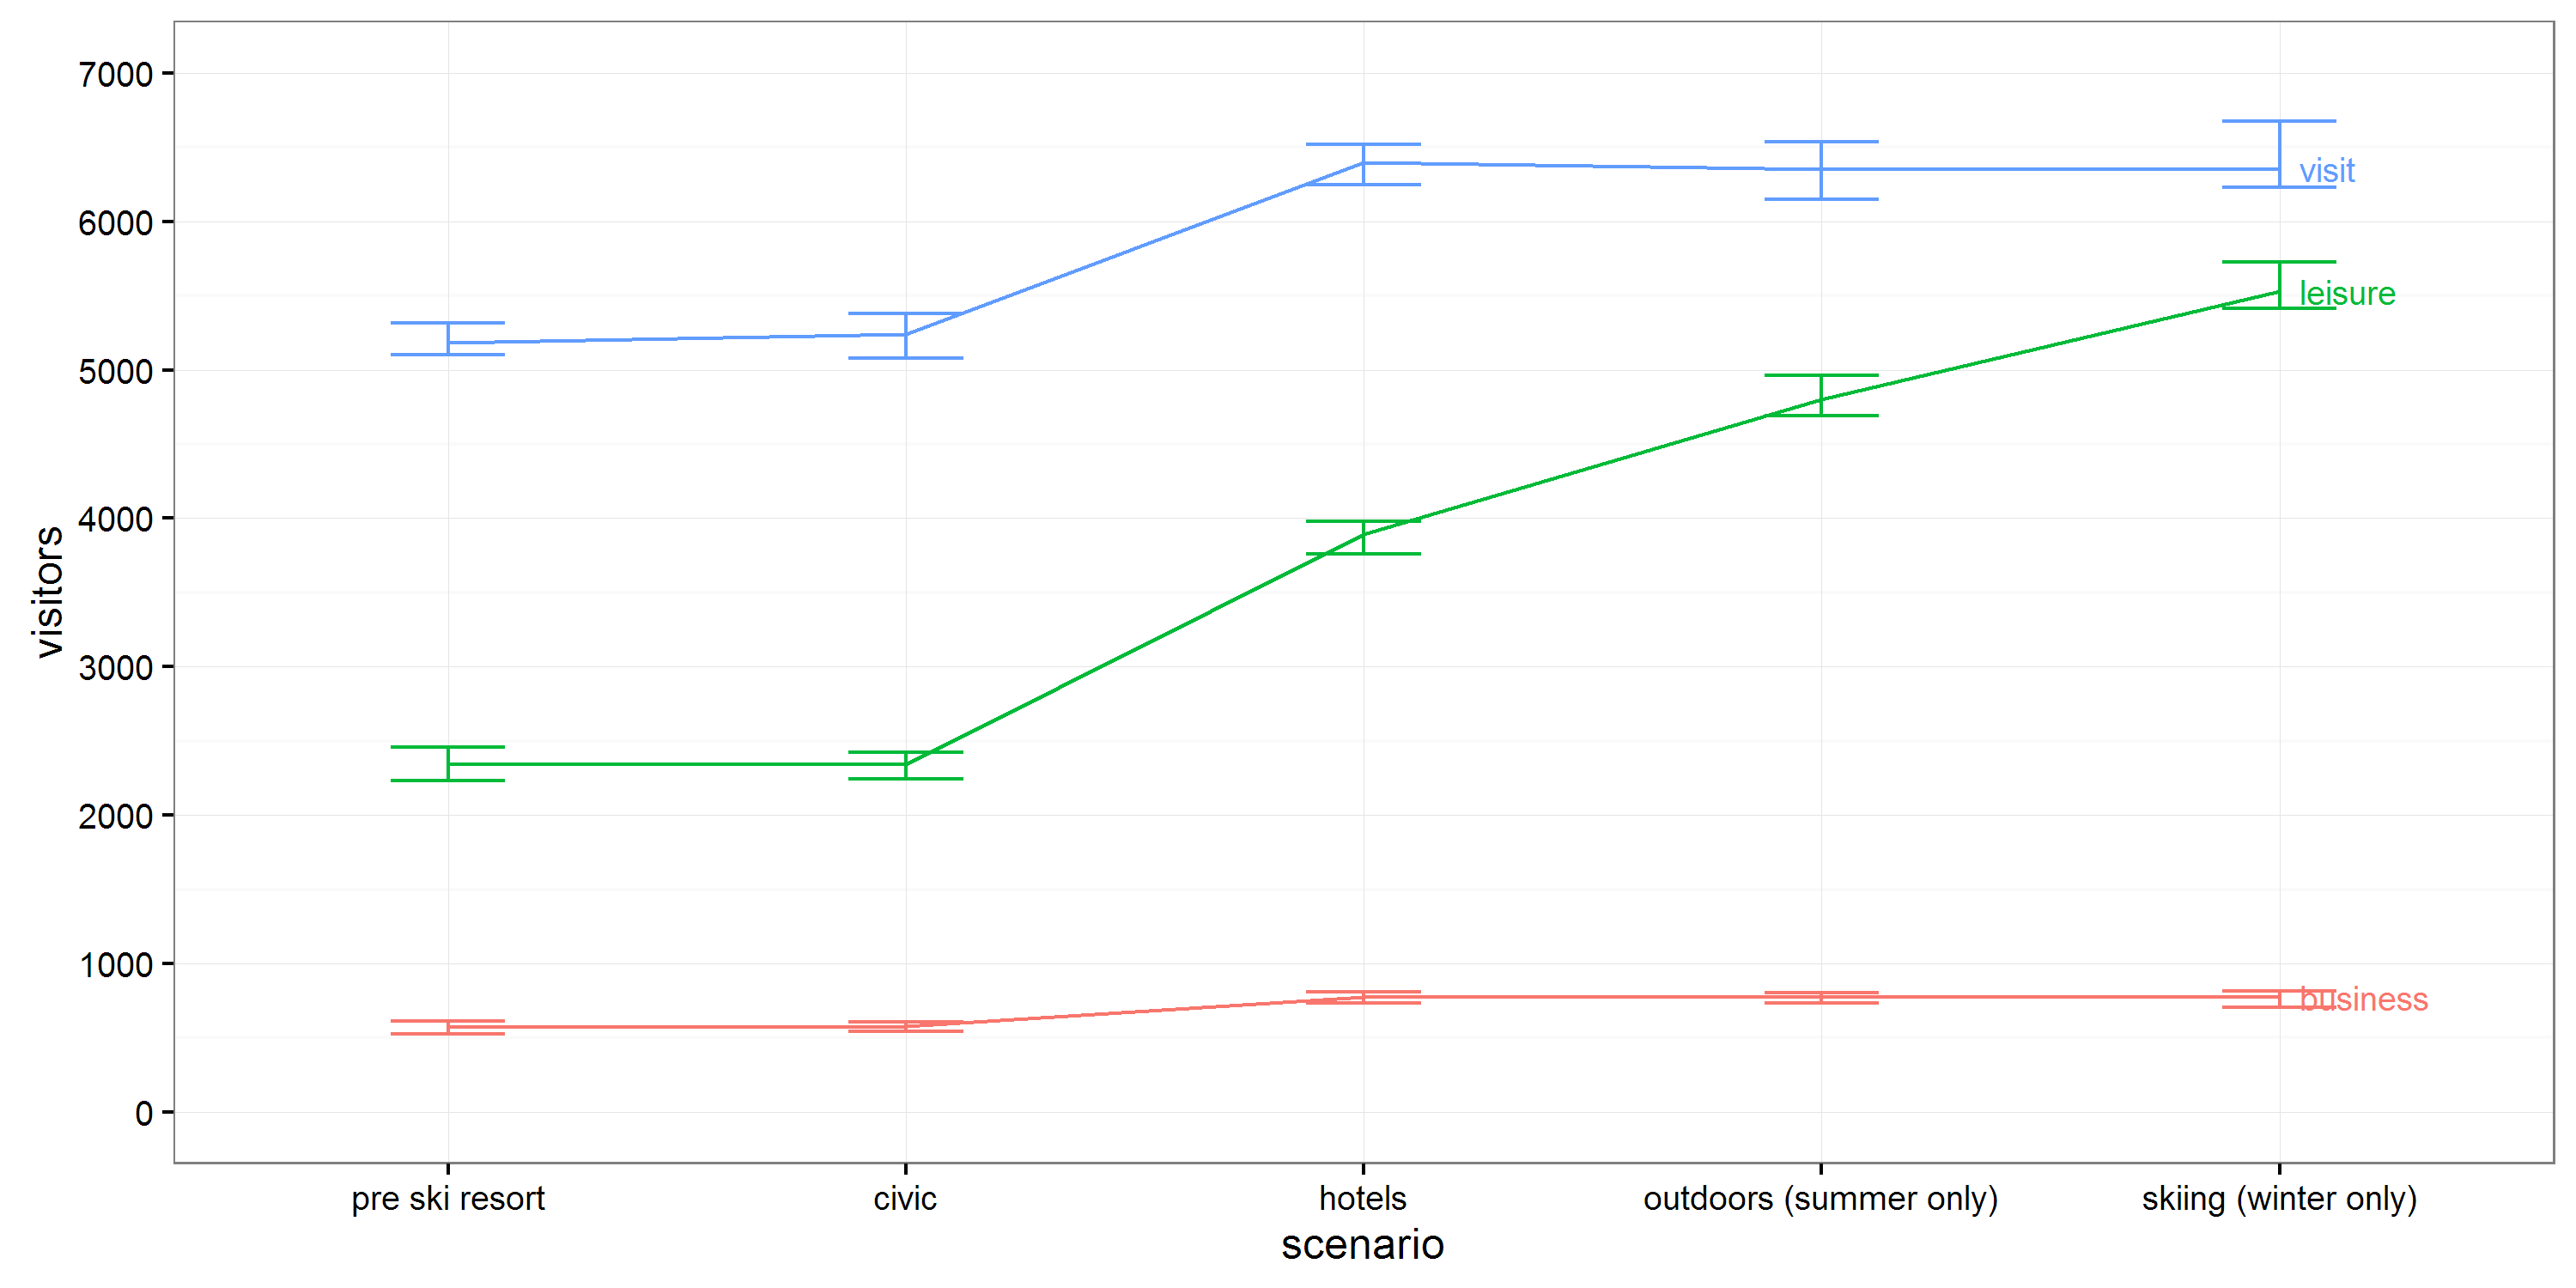 7000
6000
5000
4000
3000
2000
1000
0
visitors
visit
leisure
business
pre ski resort
civic
hotels
outdoors (summer only)
skiing (winter only)
scenario